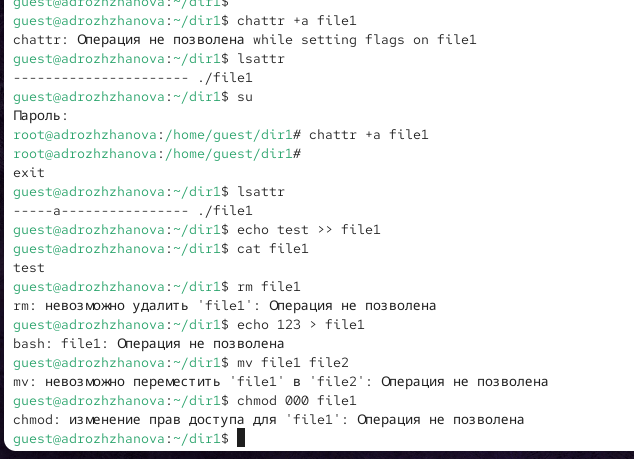 guest@adrozhzhanova:~/dir1$
guest@adrozhzhanova:~/dir1$ chattr +a file1
chattr: Операция не позволена while setting flags on file1
guest@adrozhzhanova:~/dir1$ lsattr
---------------------- ./file1
guest@adrozhzhanova:~/dir1$ su
Пароль:
root@adrozhzhanova:/home/guest/dir1# chattr +a file1
root@adrozhzhanova:/home/guest/dir1#
exit
guest@adrozhzhanova:~/dir1$ lsattr
-----a---------------- ./file1
guest@adrozhzhanova:~/dir1$ echo test >> file1
guest@adrozhzhanova:~/dir1$ cat file1
test
guest@adrozhzhanova:~/dir1$ rm file1
rm: невозможно удалить 'file1': Операция не позволена
guest@adrozhzhanova:~/dir1$ echo 123 > file1
bash: file1: Операция не позволена
guest@adrozhzhanova:~/dir1$ mv file1 file2
mv: невозможно переместить 'file1' в 'file2': Операция не позволена
guest@adrozhzhanova:~/dir1$ chmod 000 file1
chmod: изменение прав доступа для 'file1': Операция не позволена
guest@adrozhzhanova:~/dir1$